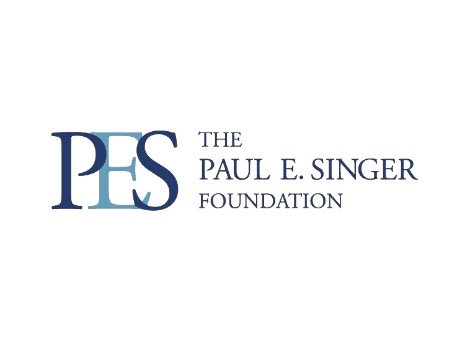 PES
THE
PAUL E. SINGER
FOUNDATION